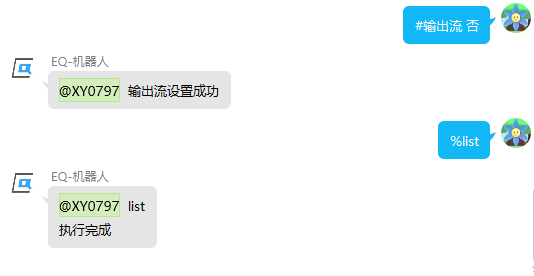 #输出流 否
EQ-机器人
@XY0797 输出流设置成功
%list
EQ-机器人
@XY0797 list
执行完成